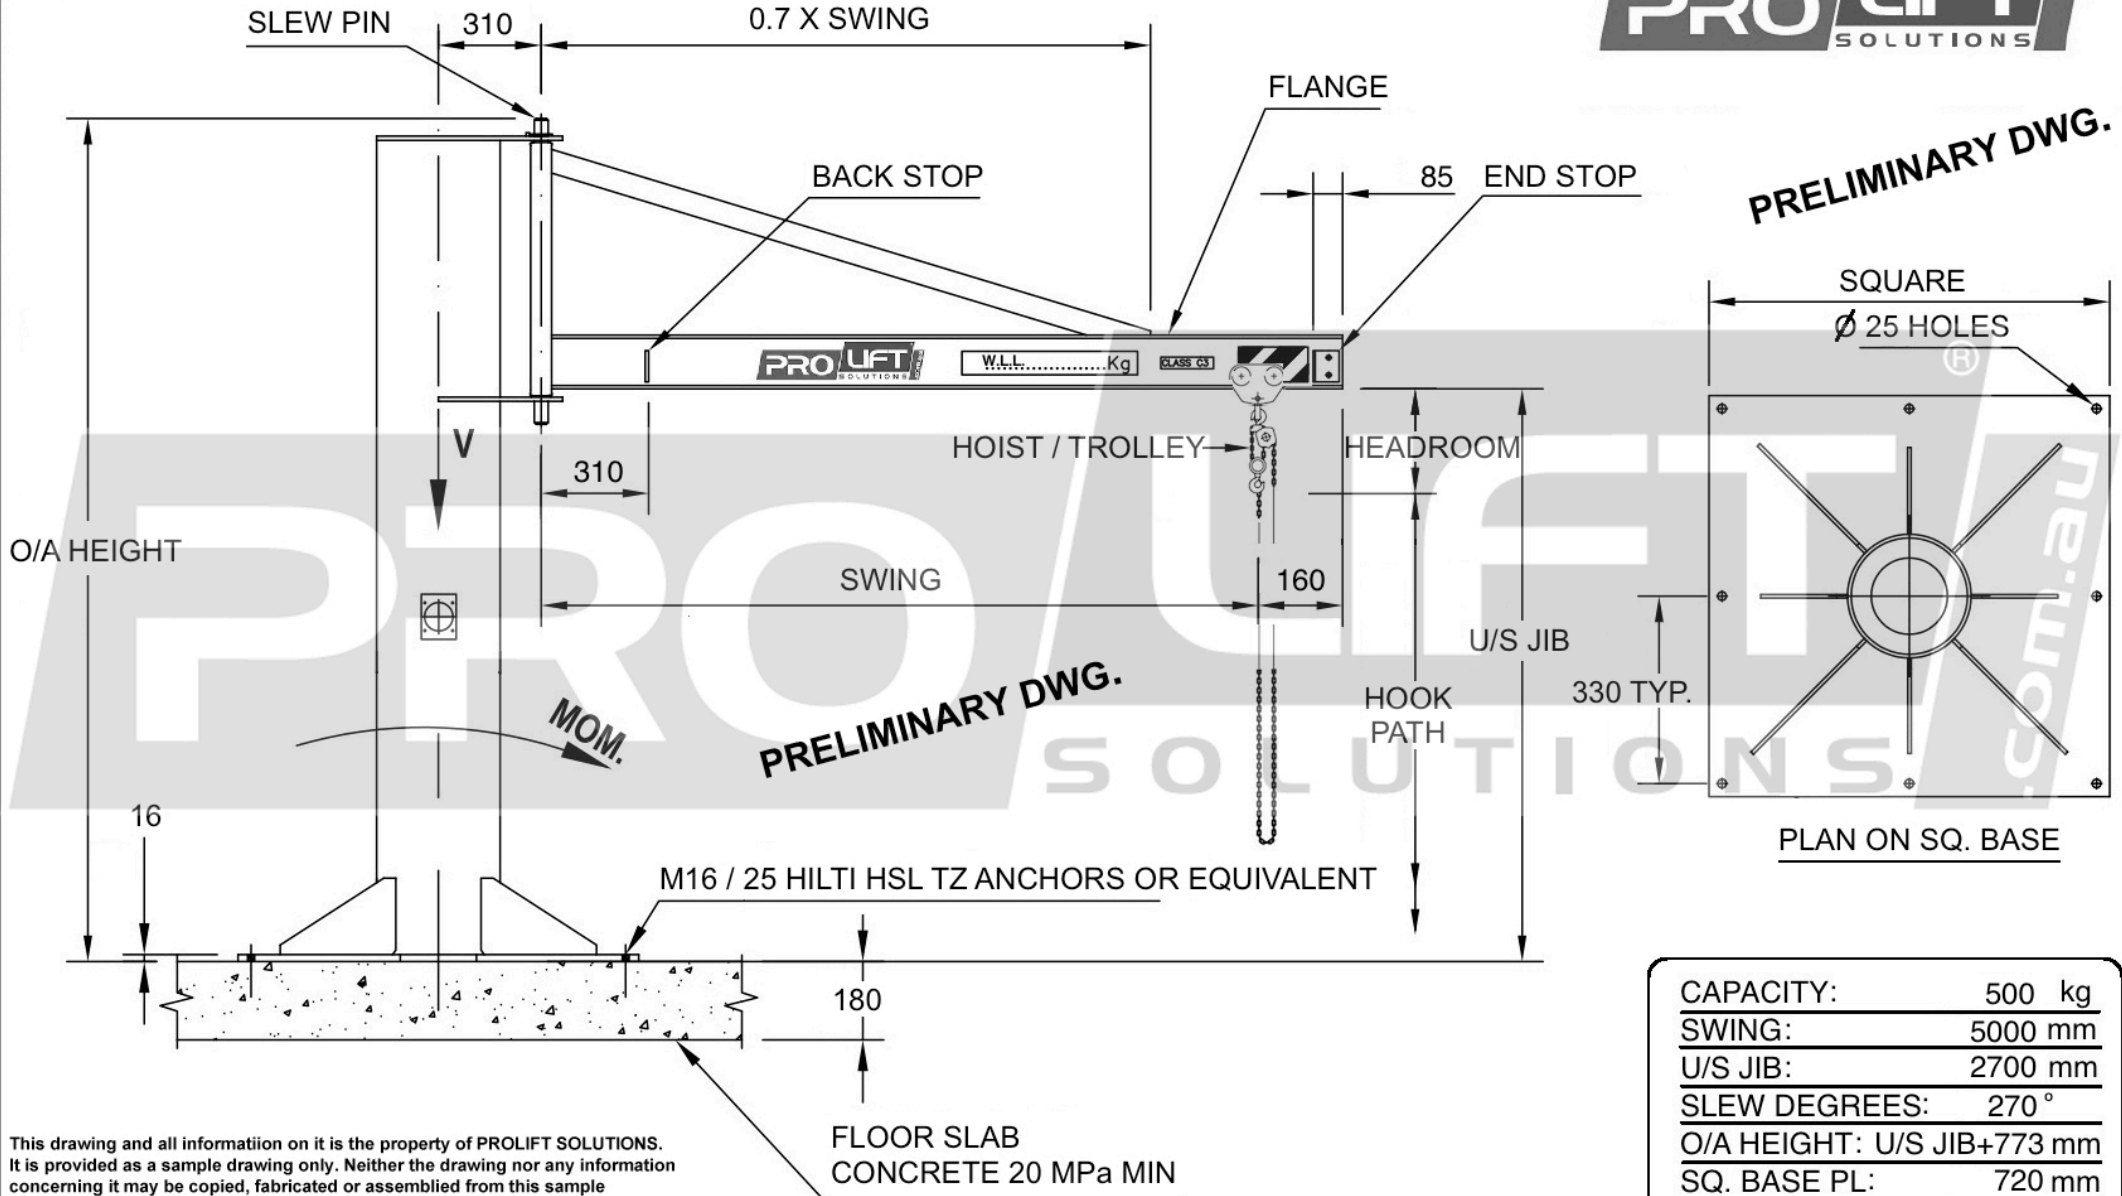 SLEW PIN
310
0.7 X SWING
PRO LIFT
SOLUTIONS
FLANGE
PRELIMINARY DWG.
BACK STOP
85
END STOP
SQUARE
Ø 25 HOLES
PRO LIFT
SOLUTIONS
W.L.L...............Kg
CLASS C3
®
V
HOIST / TROLLEY
HEADROOM
310
O/A HEIGHT
SWING
160
U/S JIB
PRO LIFT
SOLUTIONS
.com.au
MOM.
PRELIMINARY DWG.
HOOK
PATH
330 TYP.
16
PLAN ON SQ. BASE
M16 / 25 HILTI HSL TZ ANCHORS OR EQUIVALENT
180
CAPACITY: 500 kg
SWING: 5000 mm
U/S JIB: 2700 mm
SLEW DEGREES: 270 °
O/A HEIGHT: U/S JIB+773 mm
SQ. BASE PL: 720 mm
FLOOR SLAB
CONCRETE 20 MPa MIN
This drawing and all informatiion on it is the property of PROLIFT SOLUTIONS.
It is provided as a sample drawing only. Neither the drawing nor any information
concerning it may be copied, fabricated or assemblied from this sample